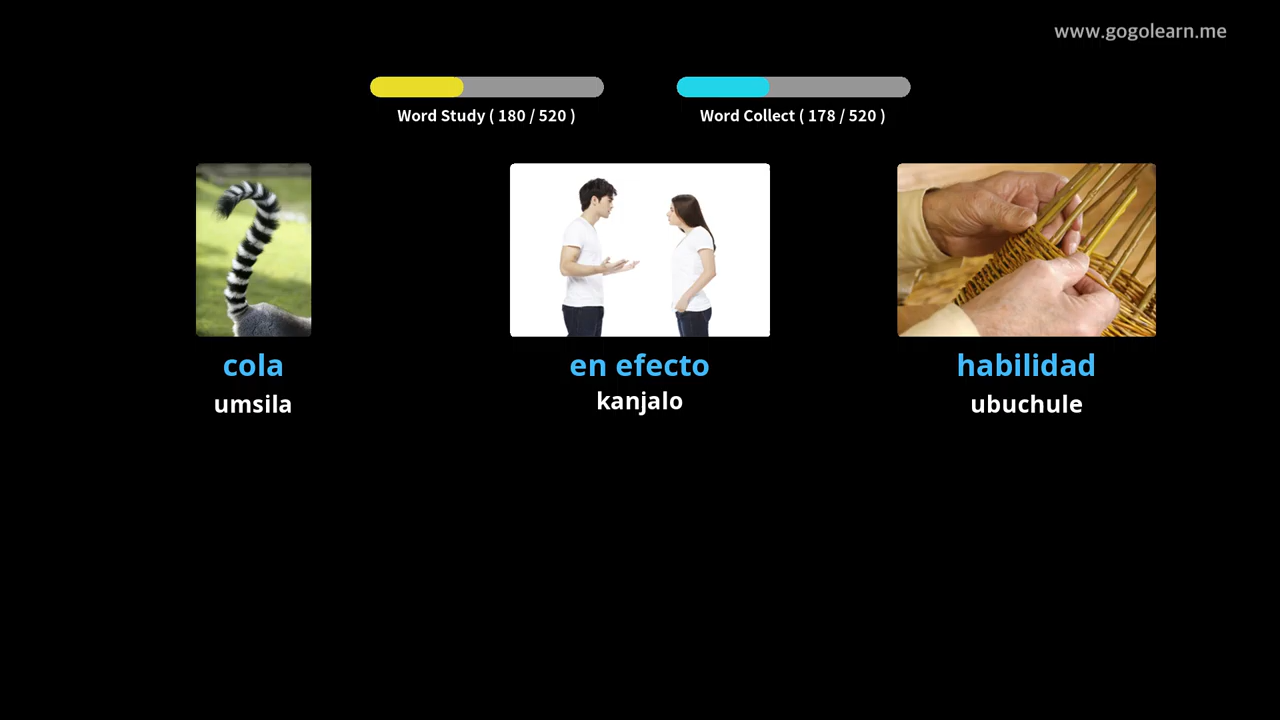 www.gogolearn.me
Word Study ( 180 / 520 )
Word Collect ( 178 / 520 )
cola
umsila
en efecto
kanjalo
habilidad
ubuchule